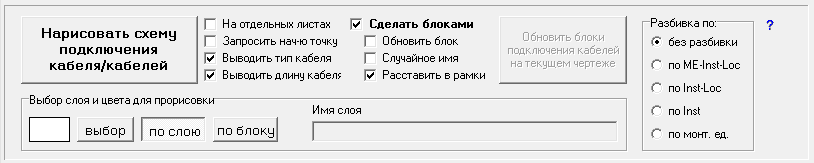 Нарисовать схему
подключения
кабеля/кабелей
На отдельных листах
Запросить нач-ю точку
Выводить тип кабеля
Выводить длину кабеля
Сделать блоками
Обновить блок
Случайное имя
Расставить в рамки
Обновить блоки
подключения кабелей
на текущем чертеже
Разбивка по:
без разбивки
по ME-Inst-Loc
по Inst-Loc
по Inst
по монт. ед.
?
Выбор слоя и цвета для прорисовки
выбор
по слою
по блоку
Имя слоя